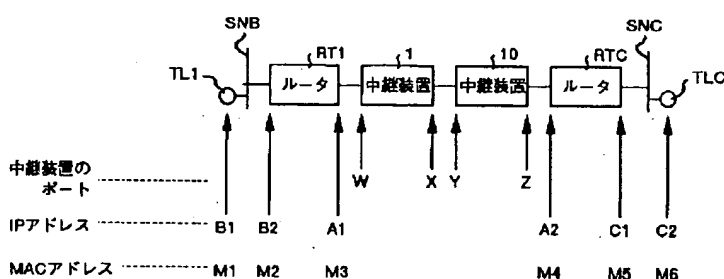 SNB SNC
RT1 1 10 RTC
TL1 ルータ 中継装置 中継装置 ルータ TLC
中継装置の
ポート W X Y Z
IPアドレス B1 B2 A1 A2 C1 C2
MACアドレス M1 M2 M3 M4 M5 M6